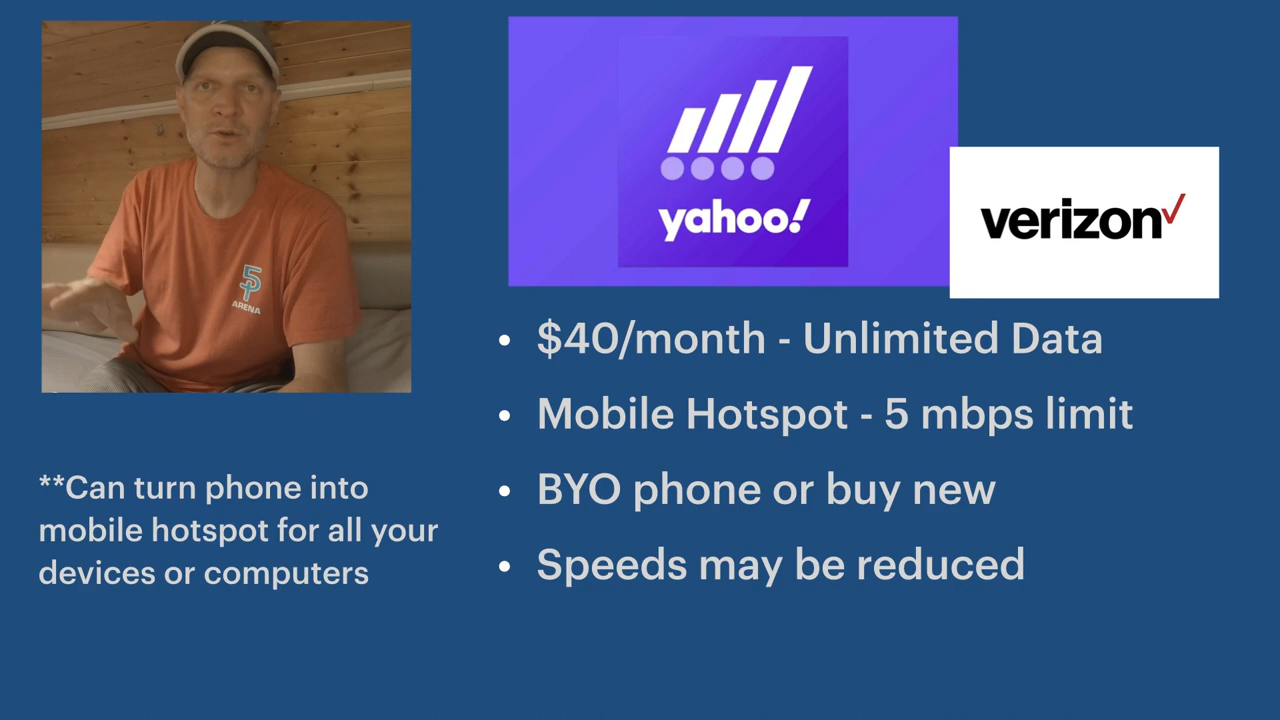 5
ARENA
yahoo!
verizon
• $40/month - Unlimited Data
• Mobile Hotspot - 5 mbps limit
• BYO phone or buy new
• Speeds may be reduced
**Can turn phone into
mobile hotspot for all your
devices or computers